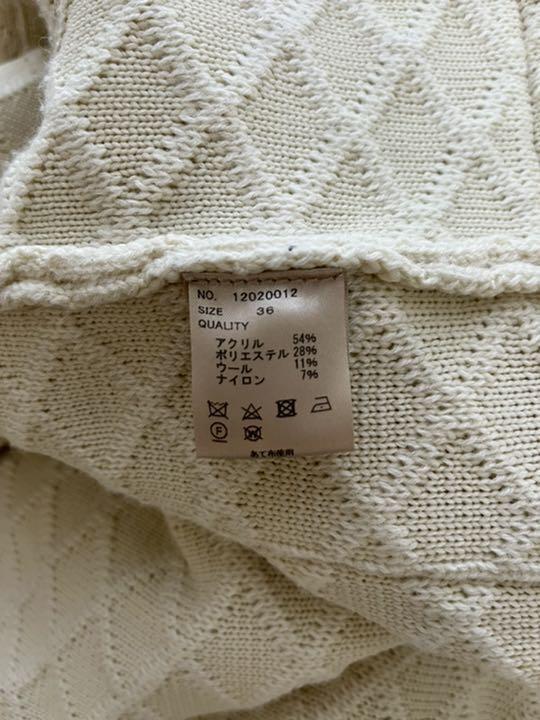 NO. 12020012
SIZE 36
QUALITY
アクリル 54%
ポリエステル 28%
ウール 11%
ナイロン 7%
F
W
あて布使用